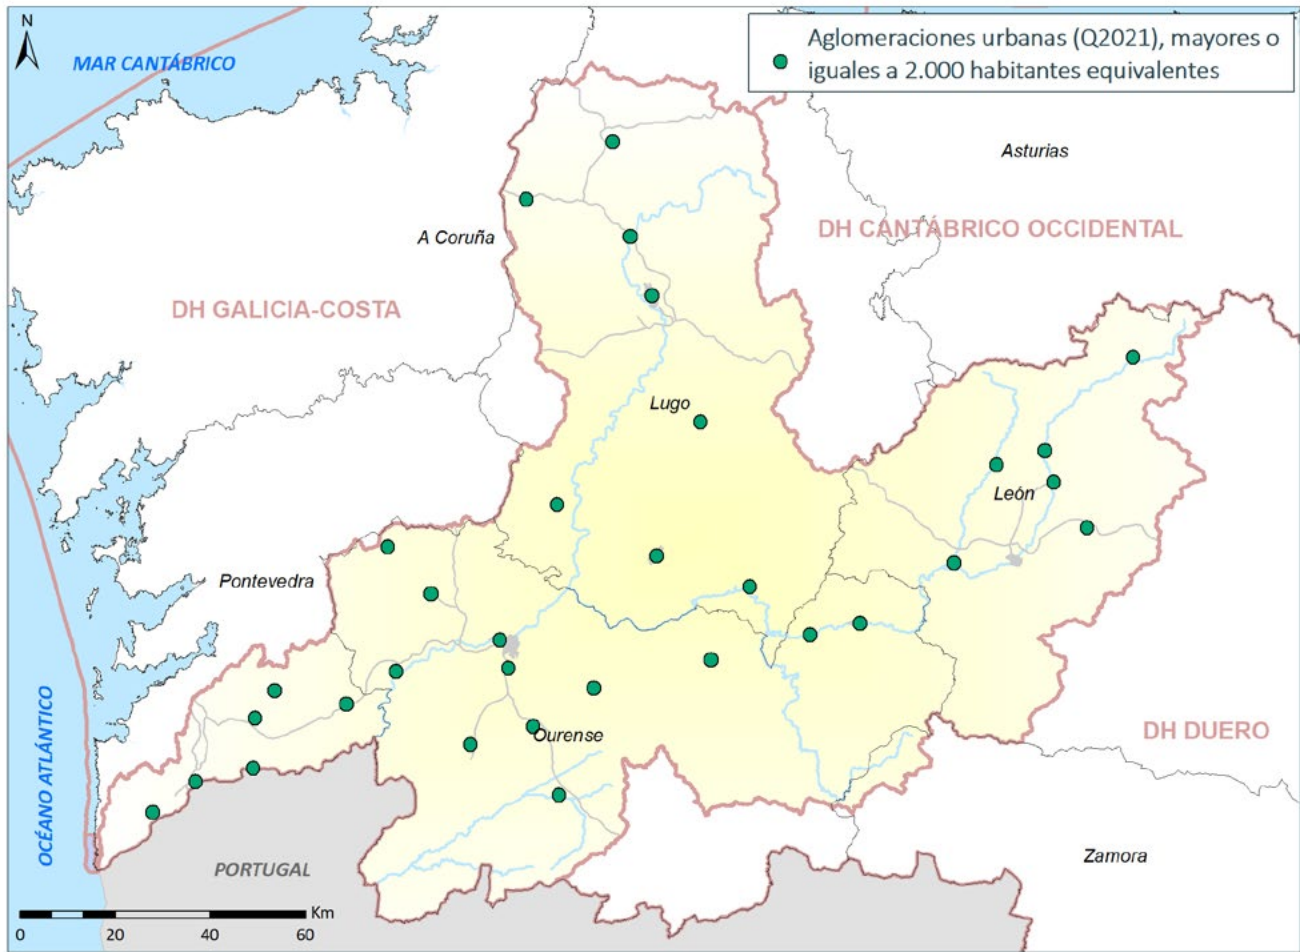 N
MAR CANTÁBRICO
Aglomeraciones urbanas (Q2021), mayores o
iguales a 2.000 habitantes equivalentes
Asturias
A Coruña
DH CANTÁBRICO OCCIDENTAL
DH GALICIA-COSTA
Lugo
León
Pontevedra
OCÉANO ATLÁNTICO
Ourense
DH DUERO
PORTUGAL
Zamora
Km
0 20 40 60